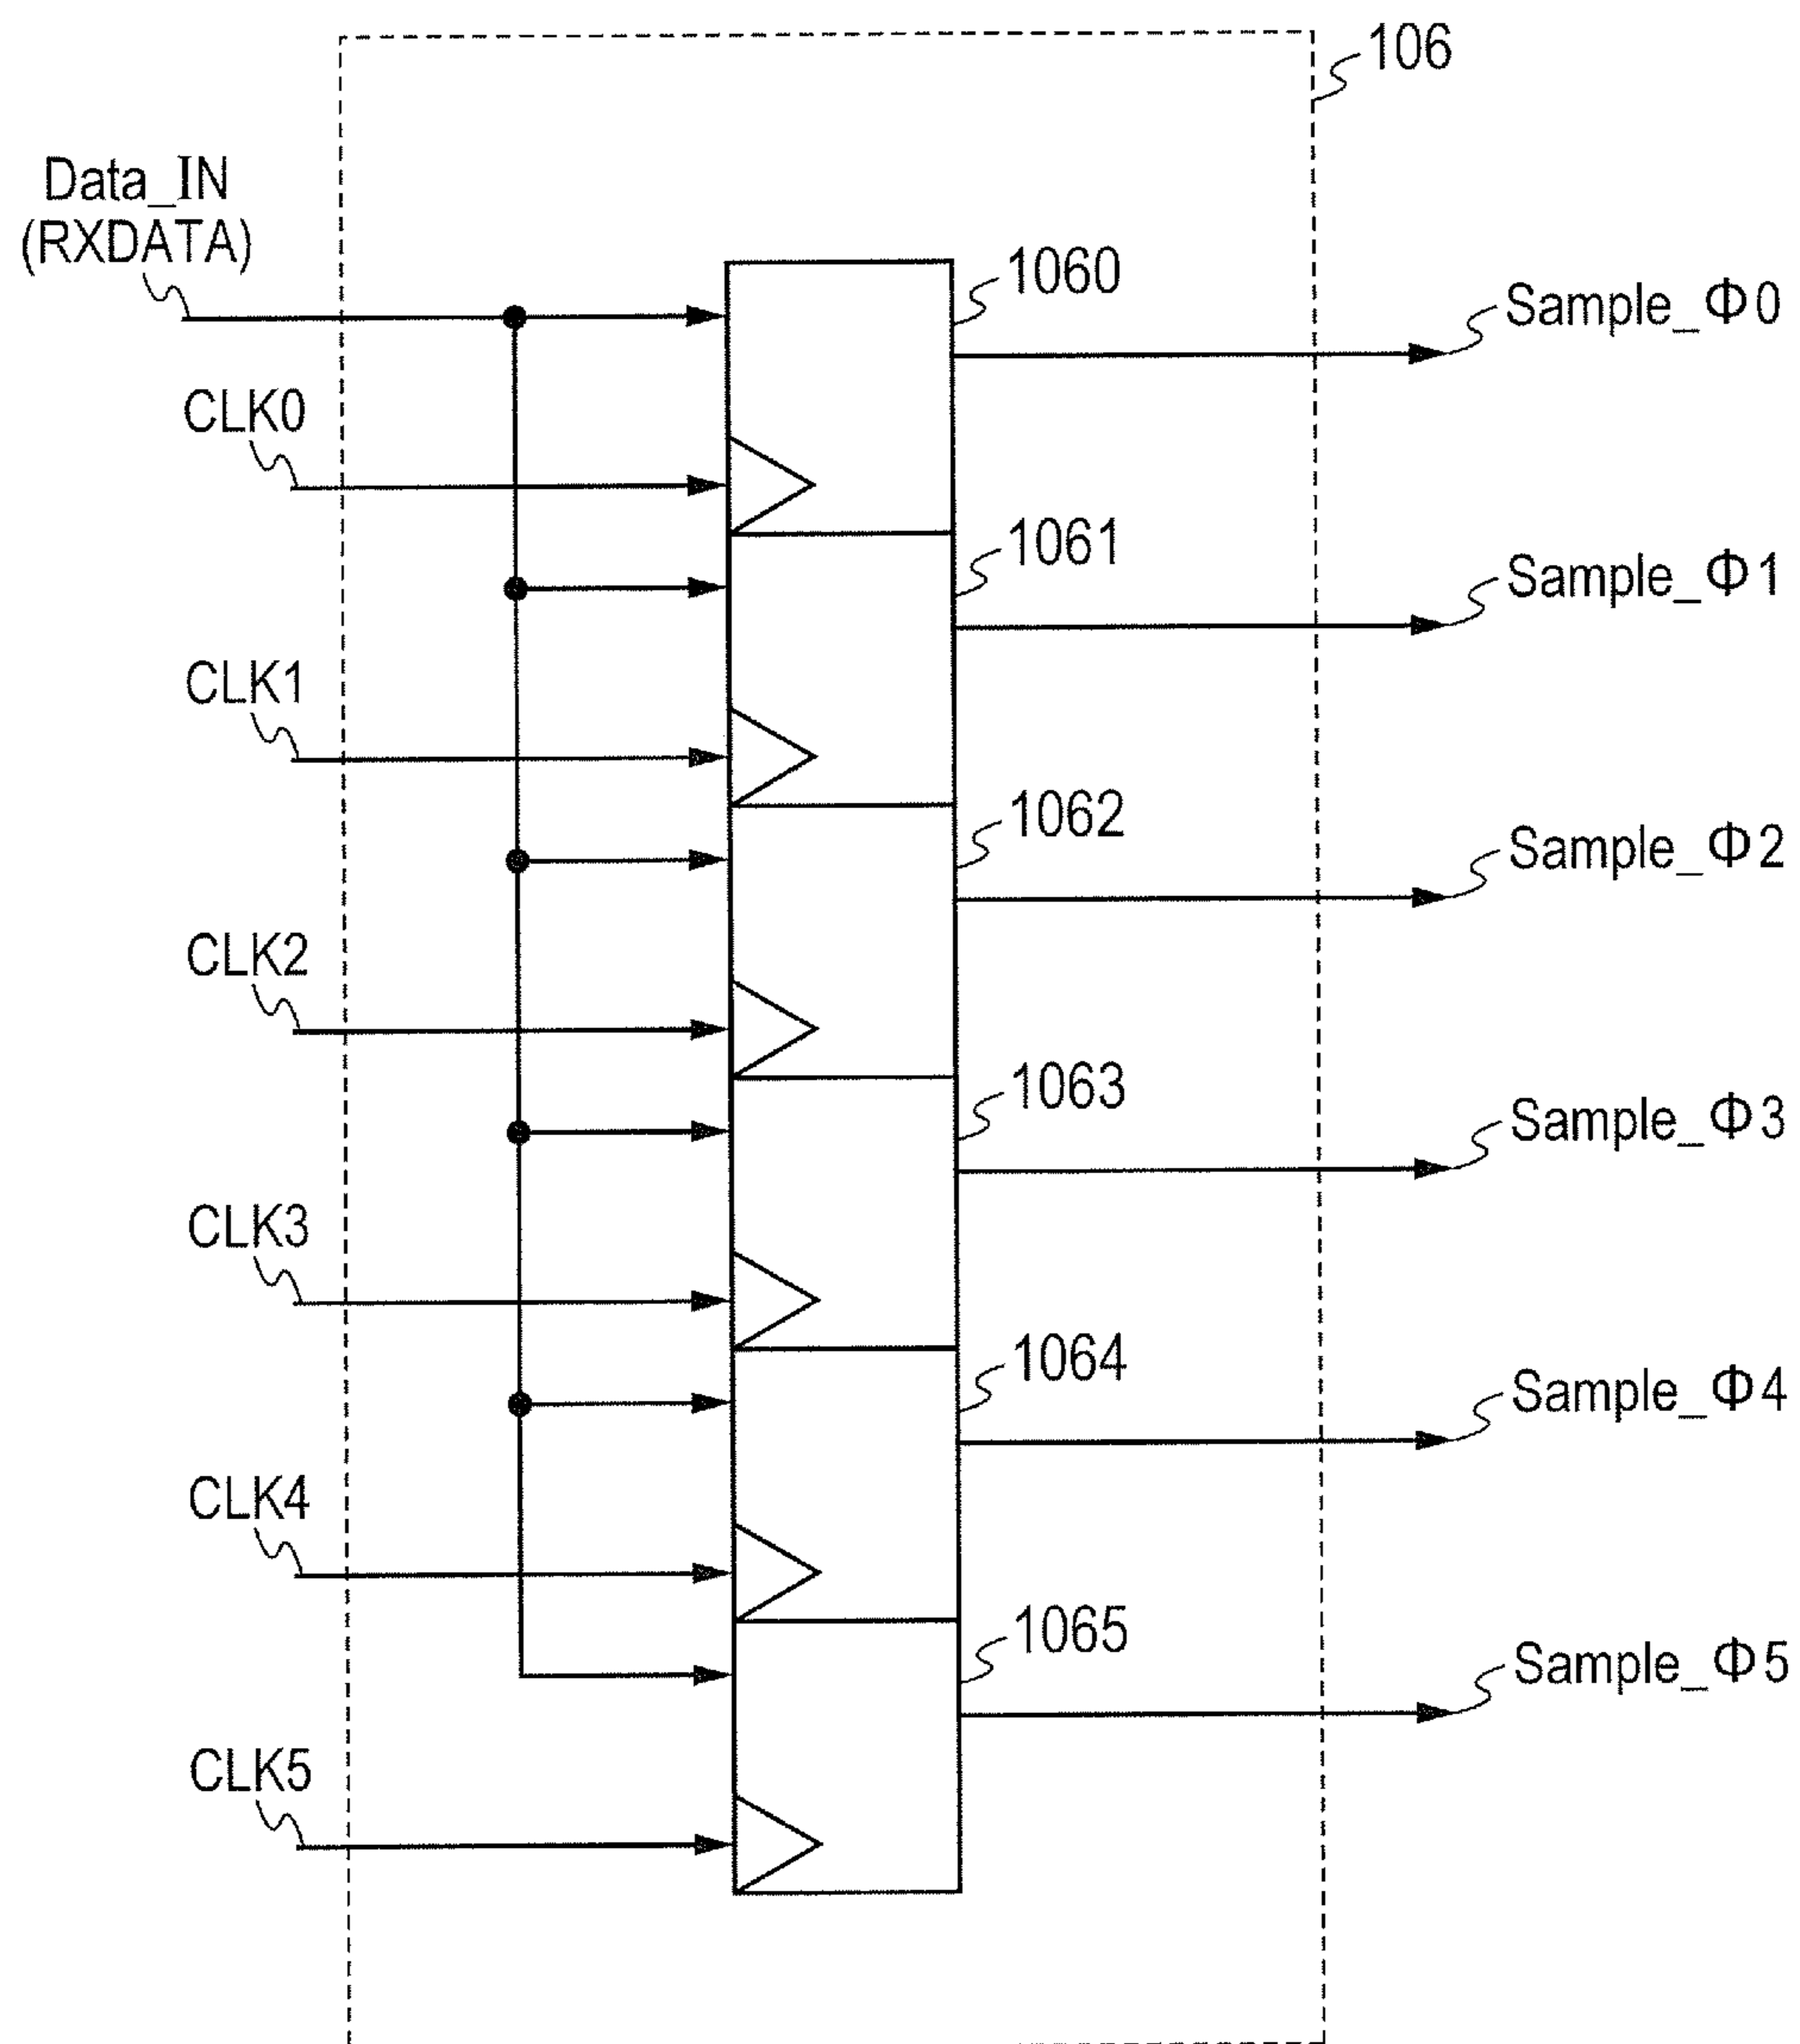 106
Data_IN
(RXDATA)
1060
Sample_Φ0
CLK0
1061
Sample_Φ1
CLK1
1062
Sample_Φ2
CLK2
1063
Sample_Φ3
CLK3
1064
Sample_Φ4
CLK4
1065
Sample_Φ5
CLK5